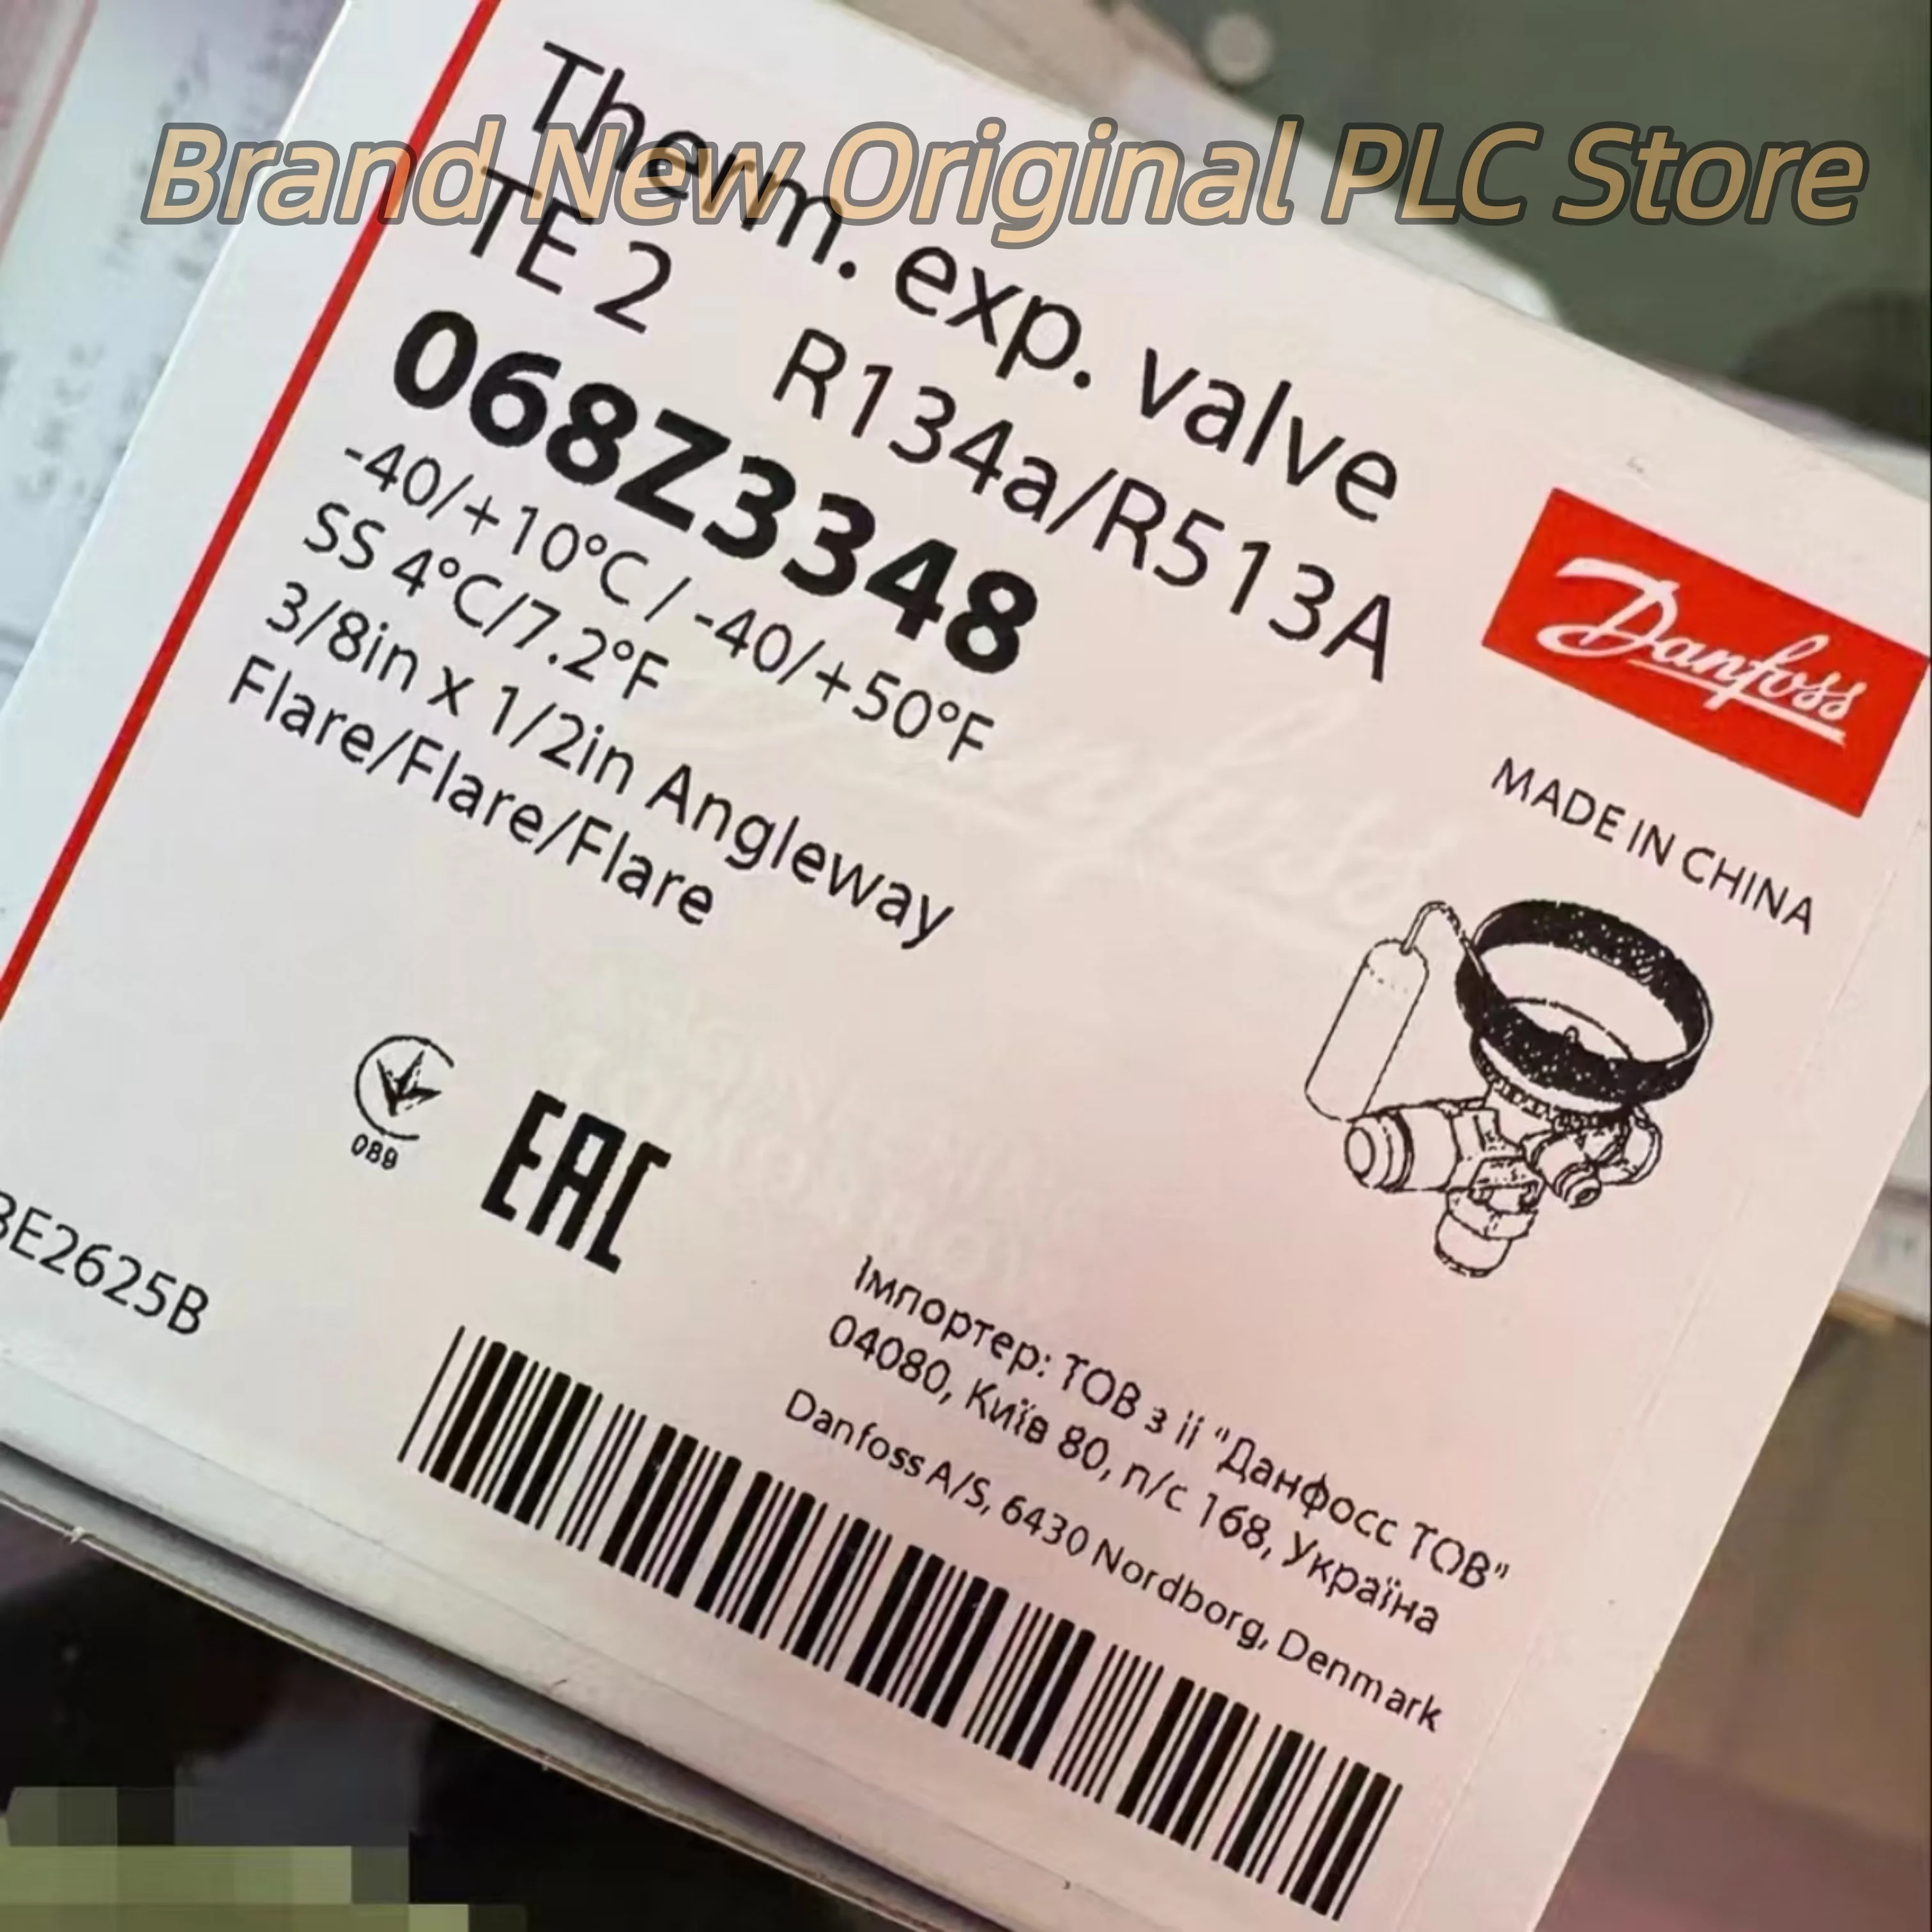 Brand New Original PLC Store
Therm. exp. valve
TE 2 R134a/R513A
068Z3348
-40/+10°C / -40/+50°F
SS 4°C/7.2°F
3/8in x 1/2in Angleway
Flare/Flare/Flare
Danfoss
MADE IN CHINA
089
EAC
BE2625B
Імпортер: ТОВ з іі "Данфосс ТОВ"
04080, Київ 80, п/с 168, Україна
Danfoss A/S, 6430 Nordborg, Denmark